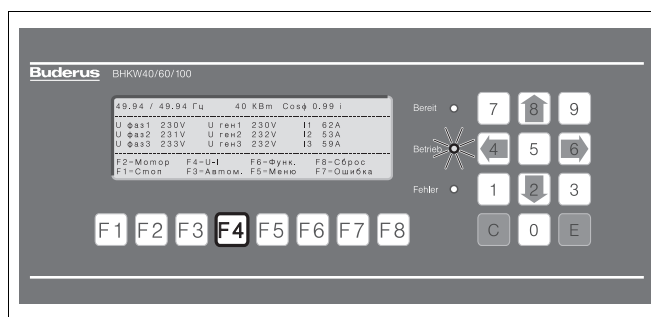 Buderus BHKW40/60/100
49.94 / 49.94 Гц 40 КВт Cosϕ 0.99 i
U фаз1 230V U ген1 230V I1 62A
U фаз2 231V U ген2 232V I2 53A
U фаз3 233V U ген3 232V I3 59A
F2-Мотор F4-U-I F6-Функ. F8-Сброс
F1-Стоп F3-Автом. F5-Меню F7-Ошибка
Bereit
Betrieb
Fehler
7 8 9
4 5 6
1 2 3
C 0 E
F1 F2 F3 F4 F5 F6 F7 F8